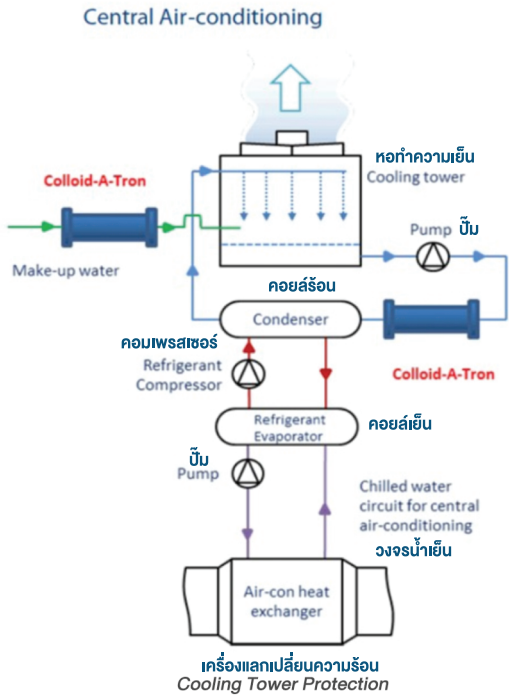 Central Air-conditioning
หอทำความเย็น
Cooling tower
Colloid-A-Tron
Make-up water
Pump ปั๊ม
คอยล์ร้อน
Condenser
Colloid-A-Tron
คอมเพรสเซอร์
Refrigerant
Compressor
Refrigerant
Evaporator
คอยล์เย็น
ปั๊ม
Pump
Chilled water
circuit for central
air-conditioning
วงจรน้ำเย็น
Air-con heat
exchanger
เครื่องแลกเปลี่ยนความร้อน
Cooling Tower Protection